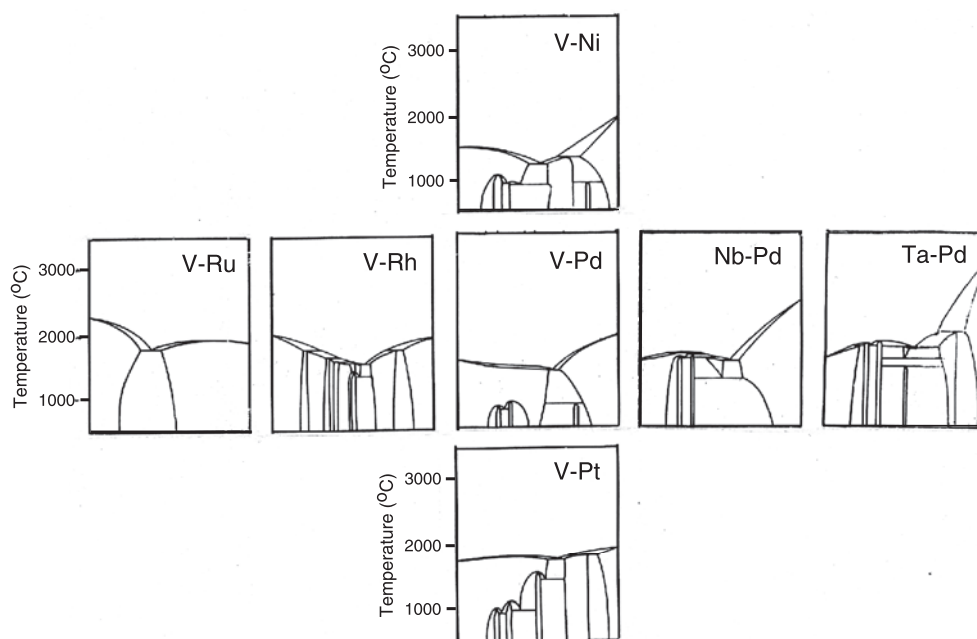 V-Ni
Temperature (°C)
3000
2000
1000
V-Ru
V-Rh
V-Pd
Nb-Pd
Ta-Pd
Temperature (°C)
3000
2000
1000
V-Pt
Temperature (°C)
3000
2000
1000